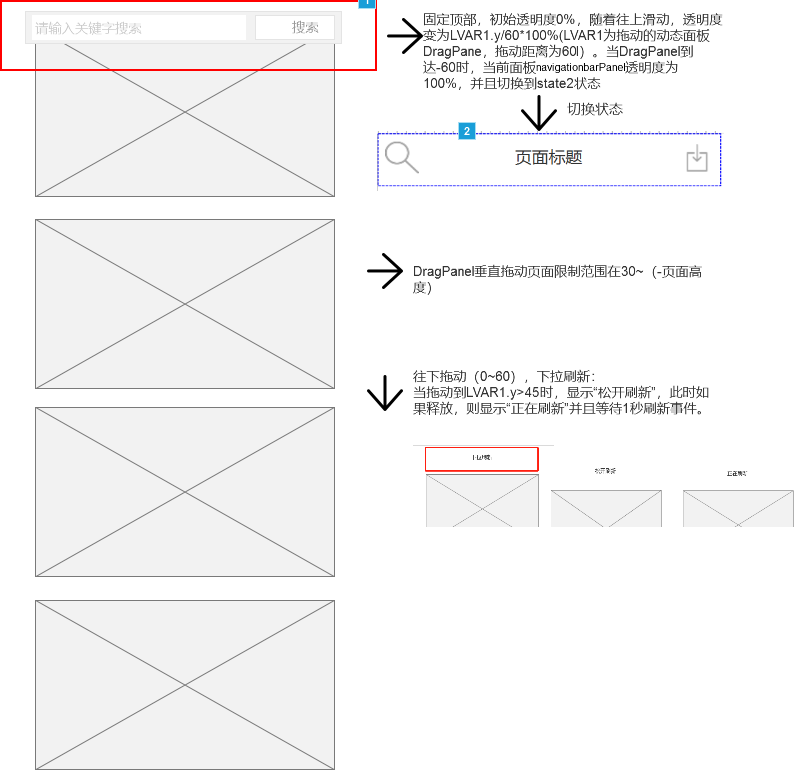 1
请输入关键字搜索
搜索
固定顶部，初始透明度0%，随着往上滑动，透明度
变为LVAR1.y/60*100%(LVAR1为拖动的动态面板
DragPane，拖动距离为60l）。当DragPanel到
达-60时，当前面板navigationbarPanel透明度为
100%，并且切换到state2状态
切换状态
2
页面标题
DragPanel垂直拖动页面限制范围在30~（-页面高
度）
往下拖动（0~60），下拉刷新：
当拖动到LVAR1.y>45时，显示“松开刷新”，此时如
果释放，则显示“正在刷新”并且等待1秒刷新事件。
松开刷新
正在刷新